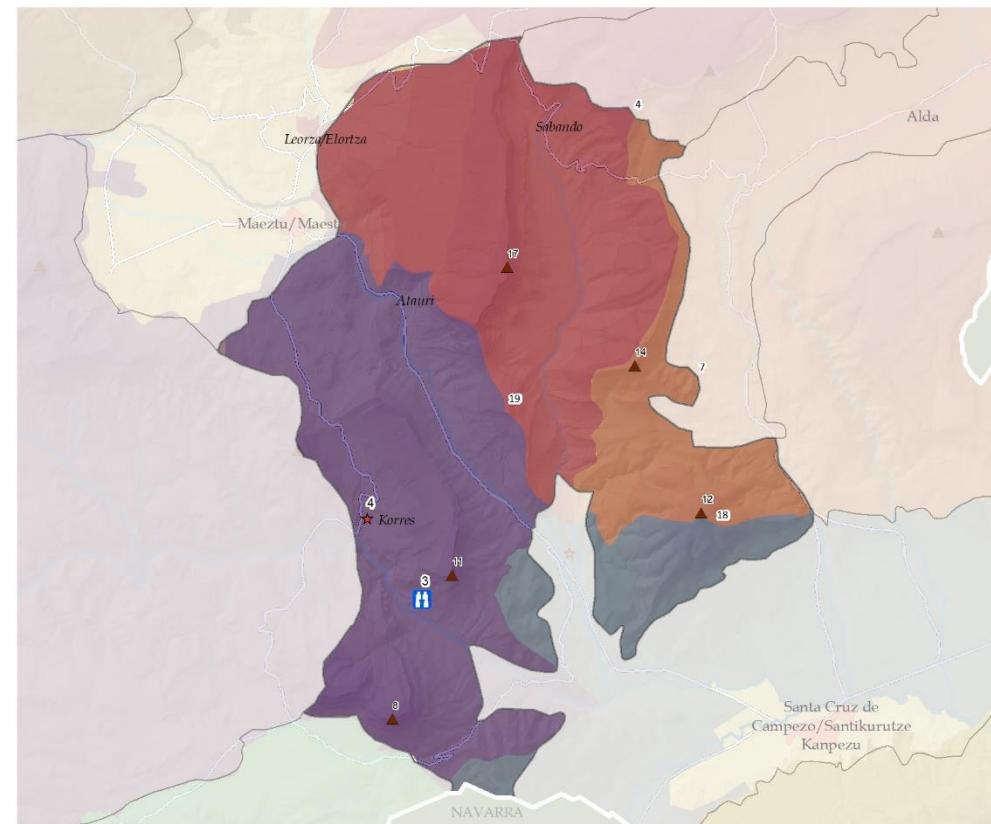 4
Alda
Sabando
Leorza/Elortza
Maeztu/Maest
17
Atauri
14
7
19
4
Korres
12
18
11
3
8
Santa Cruz de
Campezo/Santikurutze
Kanpezu
NAVARRA